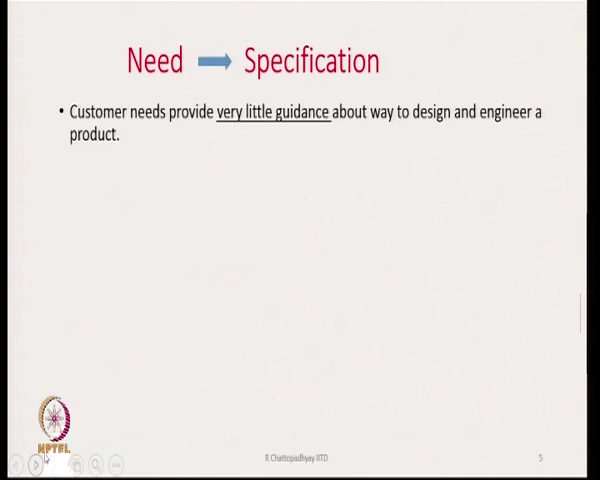 Need Specification
• Customer needs provide very little guidance about way to design and engineer a
product.
NPTEL
R Chattopadhyay IITD
5